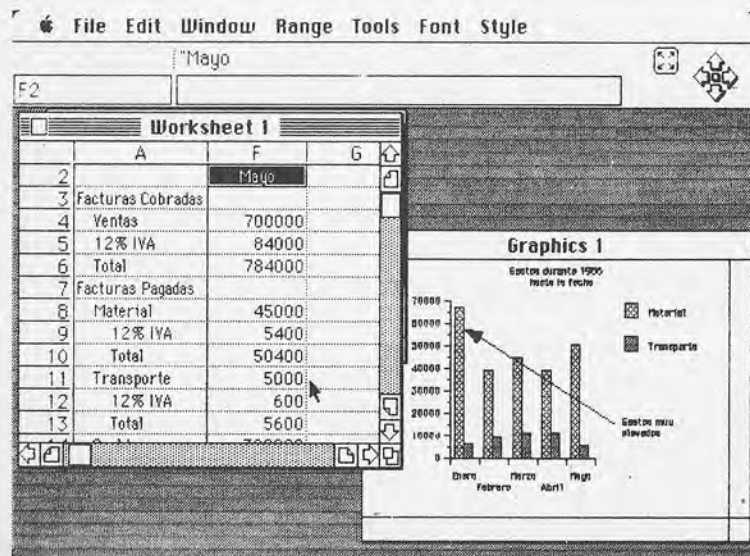 File Edit Window Range Tools Font Style
"Mayo
F2
Worksheet 1
A F G
2 Mayo
3 Facturas Cobradas
4 Ventas 700000
5 12% IVA 84000
6 Total 784000
7 Facturas Pagadas
8 Material 45000
9 12% IVA 5400
10 Total 50400
11 Transporte 5000
12 12% IVA 600
13 Total 5600
Graphics 1
Gastos durante 1986
hasta la fecha
70000
60000
50000
40000
30000
20000
10000
0
Material
Transporte
Gastos muy
elevados
Enero Febrero Marzo Abril Mayo